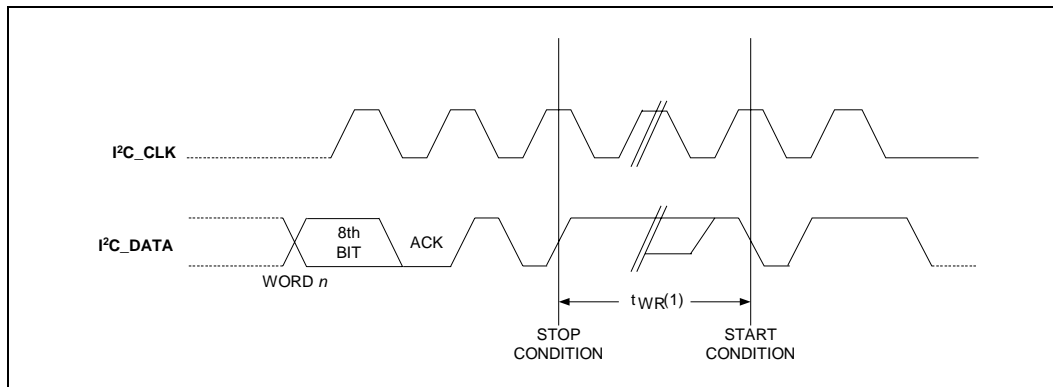 I²C_CLK
I²C_DATA
8th
BIT
ACK
WORD n
tWR(1)
STOP
CONDITION
START
CONDITION